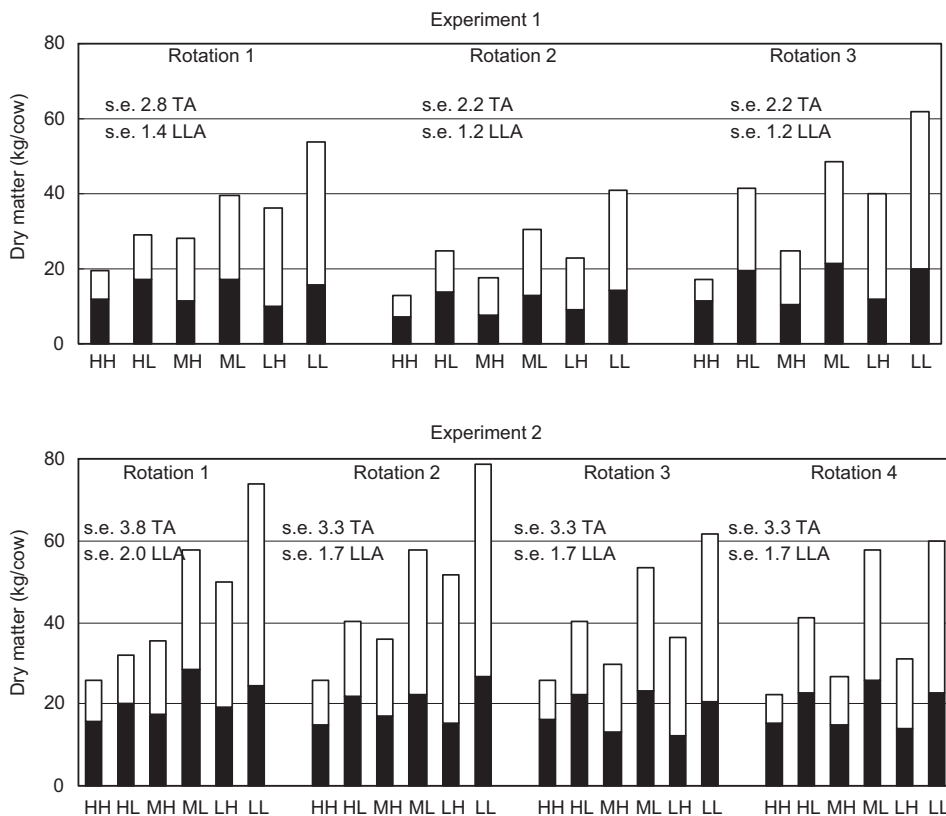 Experiment 1
80
Rotation 1 Rotation 2 Rotation 3
s.e. 2.8 TA s.e. 2.2 TA s.e. 2.2 TA
60
s.e. 1.4 LLA s.e. 1.2 LLA s.e. 1.2 LLA
Dry matter (kg/cow)
40
20
0
HH HL MH ML LH LL HH HL MH ML LH LL HH HL MH ML LH LL
Experiment 2
80
Rotation 1 Rotation 2 Rotation 3 Rotation 4
s.e. 3.8 TA s.e. 3.3 TA s.e. 3.3 TA s.e. 3.3 TA
60
s.e. 2.0 LLA s.e. 1.7 LLA s.e. 1.7 LLA s.e. 1.7 LLA
Dry matter (kg/cow)
40
20
0
HH HL MH ML LH LL HH HL MH ML LH LL HH HL MH ML LH LL HH HL MH ML LH LL